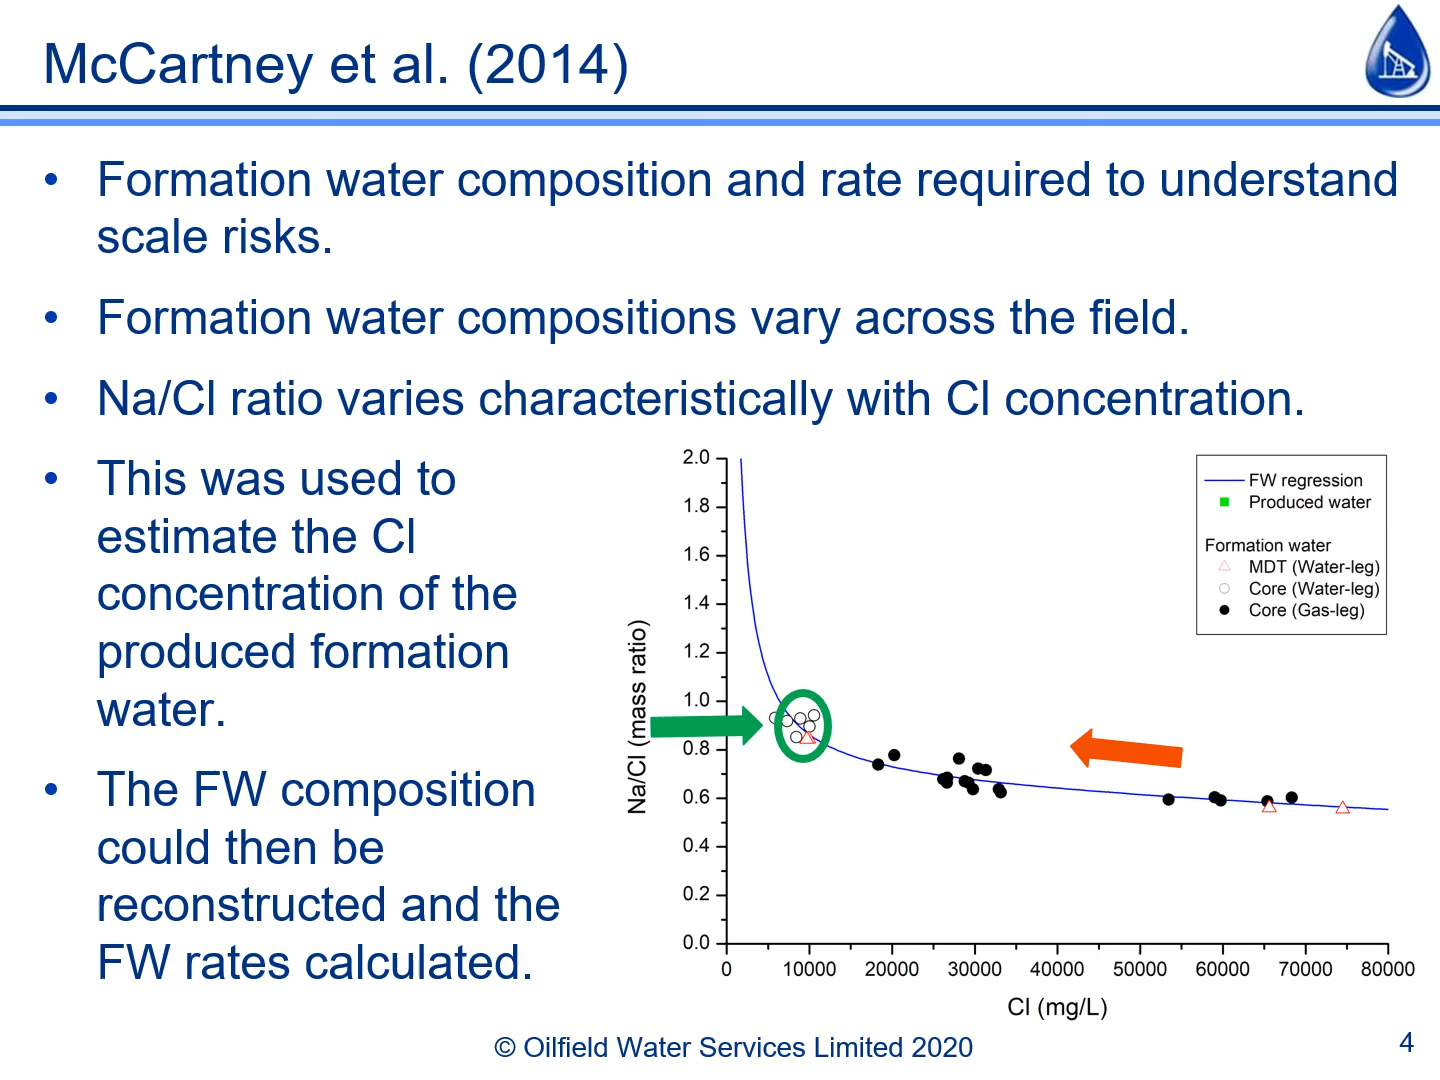 McCartney et al. (2014)
• Formation water composition and rate required to understand
scale risks.
• Formation water compositions vary across the field.
• Na/Cl ratio varies characteristically with Cl concentration.
• This was used to
estimate the Cl
concentration of the
produced formation
water.
• The FW composition
could then be
reconstructed and the
FW rates calculated.
2.0
1.8
1.6
1.4
1.2
1.0
0.8
0.6
0.4
0.2
0.0
Na/Cl (mass ratio)
FW regression
Produced water
Formation water
MDT (Water-leg)
Core (Water-leg)
Core (Gas-leg)
0 10000 20000 30000 40000 50000 60000 70000 80000
Cl (mg/L)
© Oilfield Water Services Limited 2020
4